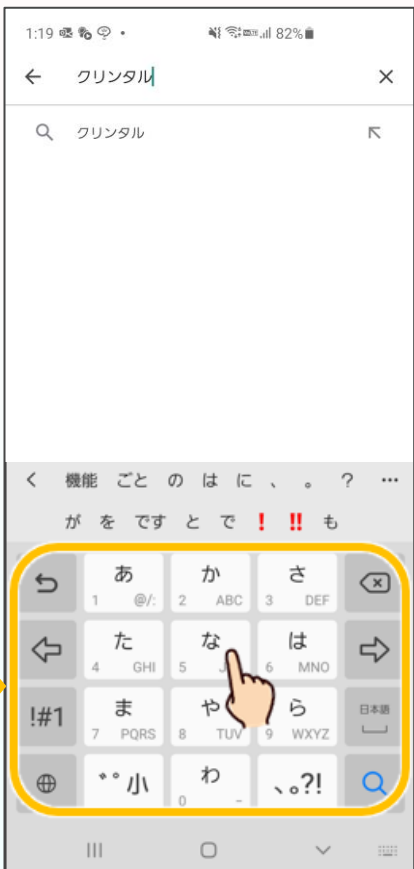 1:19 82%
クリンタル
クリンタル
機能 ごと の は に 、 。 ?
が を です と で ! !! も
あ か さ
1 @/: 2 ABC 3 DEF
た な は
4 GHI 5 J 6 MNO
!#1 ま や ら 日本語
7 PQRS 8 TUV 9 WXYZ
゛゜小 わ 、。?!
0 -